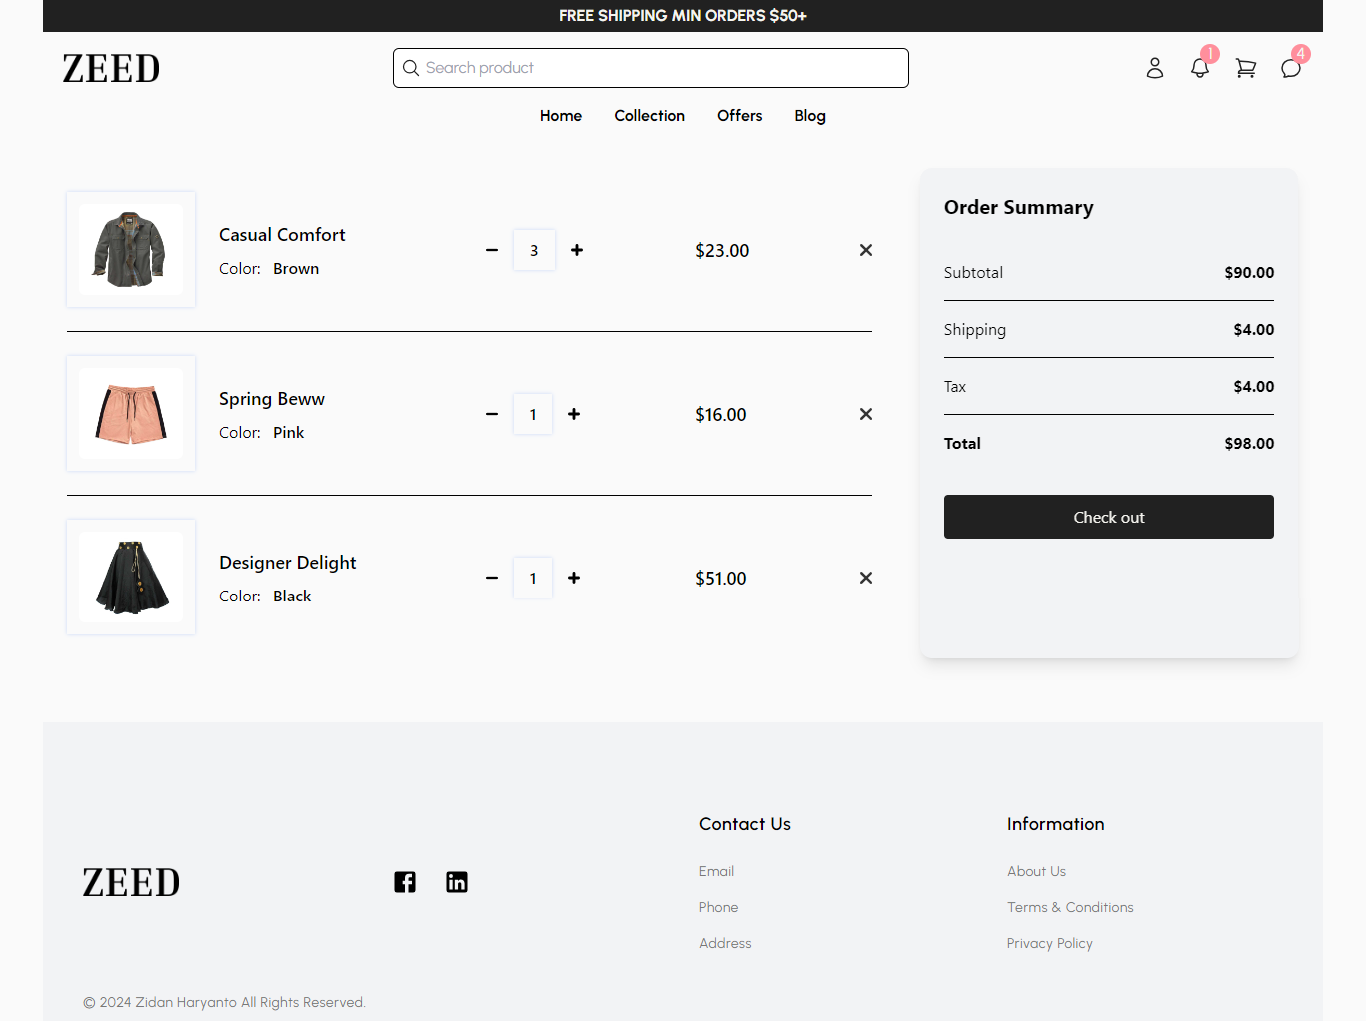 FREE SHIPPING MIN ORDERS $50+
ZEED
Search product
1
4
Home Collection Offers Blog
Casual Comfort
Color: Brown
3
$23.00
Spring Beww
Color: Pink
1
$16.00
Designer Delight
Color: Black
1
$51.00
Order Summary
Subtotal $90.00
Shipping $4.00
Tax $4.00
Total $98.00
Check out
ZEED
Contact Us
Email
Phone
Address
Information
About Us
Terms & Conditions
Privacy Policy
© 2024 Zidan Haryanto All Rights Reserved.